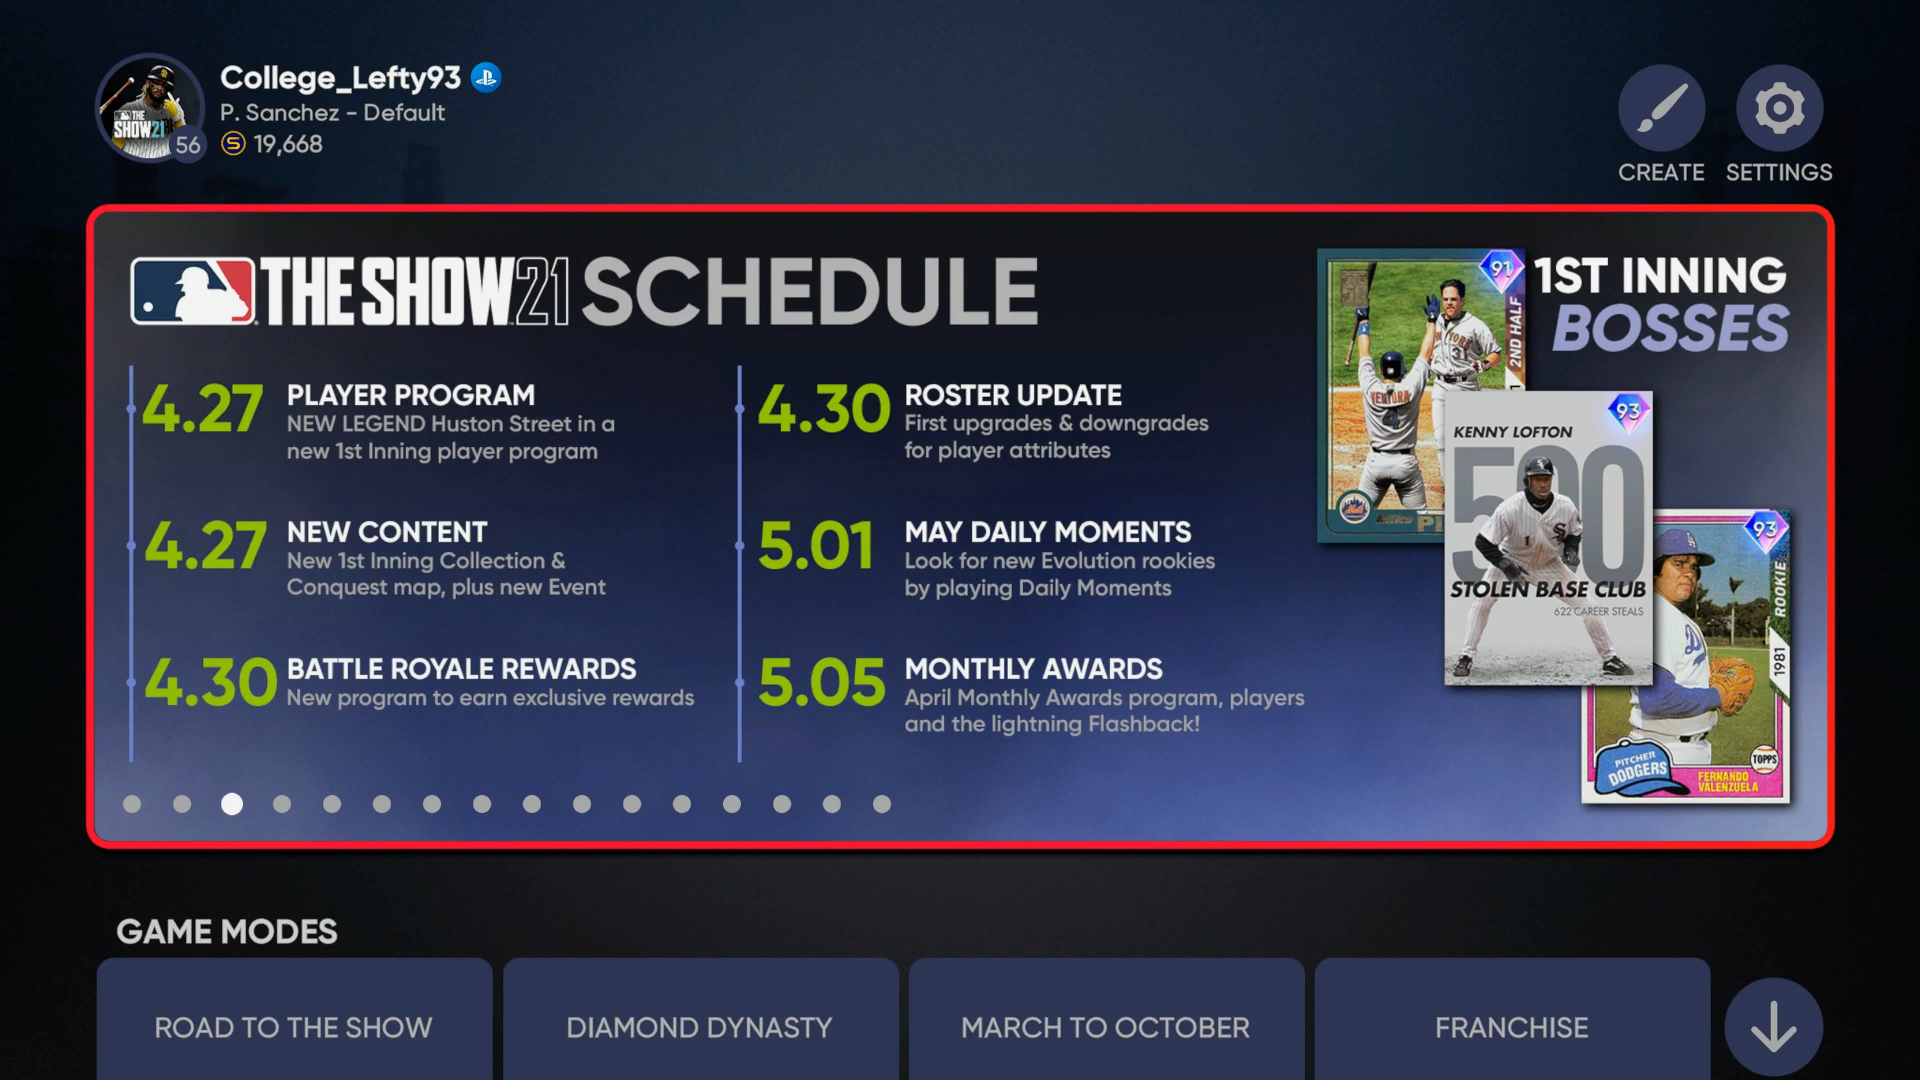 College_Lefty93
P. Sanchez - Default
56
19,668
CREATE
SETTINGS
THE SHOW 21 SCHEDULE
4.27 PLAYER PROGRAM
NEW LEGEND Huston Street in a
new 1st Inning player program
4.27 NEW CONTENT
New 1st Inning Collection &
Conquest map, plus new Event
4.30 BATTLE ROYALE REWARDS
New program to earn exclusive rewards
4.30 ROSTER UPDATE
First upgrades & downgrades
for player attributes
5.01 MAY DAILY MOMENTS
Look for new Evolution rookies
by playing Daily Moments
5.05 MONTHLY AWARDS
April Monthly Awards program, players
and the lightning Flashback!
1ST INNING
BOSSES
91
2ND HALF
VENTURA
4
31
93
KENNY LOFTON
500
STOLEN BASE CLUB
622 CAREER STEALS
93
ROOKIE
1981
PITCHER
DODGERS
TOPPS
FERNANDO
VALENZUELA
GAME MODES
ROAD TO THE SHOW
DIAMOND DYNASTY
MARCH TO OCTOBER
FRANCHISE